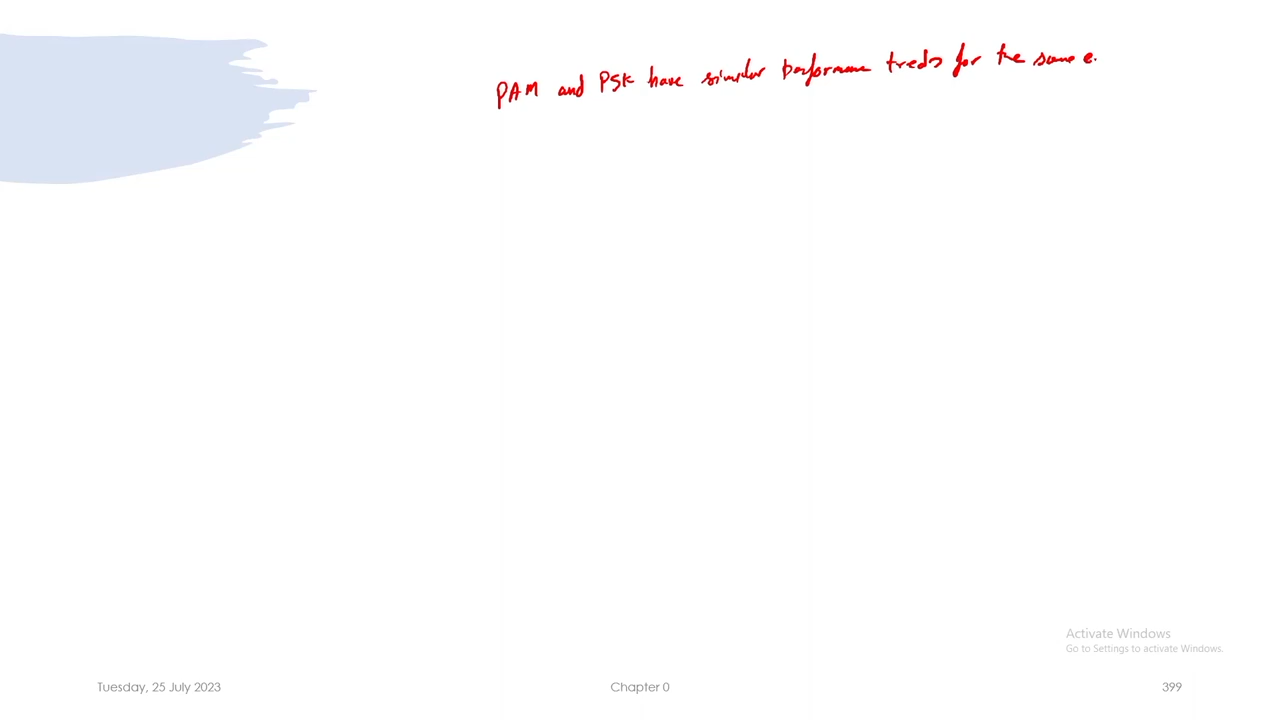 PAM and PSK have similar performance treds for the same e.
Activate Windows
Go to Settings to activate Windows.
Tuesday, 25 July 2023
Chapter 0
399